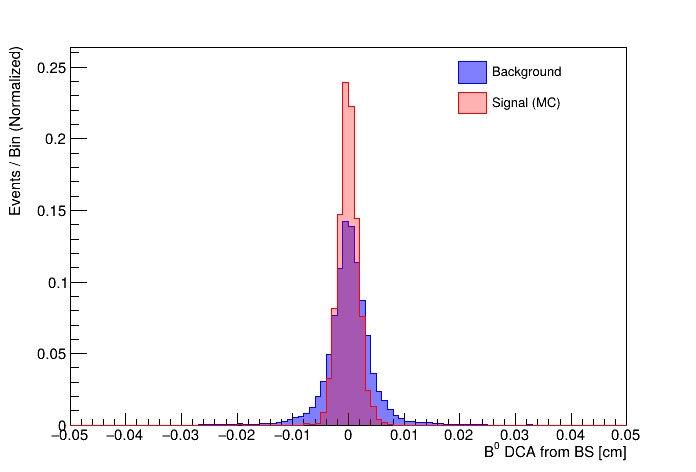 Events / Bin (Normalized)
0.25
0.2
0.15
0.1
0.05
0
Background
Signal (MC)
−0.05 −0.04 −0.03 −0.02 −0.01 0 0.01 0.02 0.03 0.04 0.05
B⁰ DCA from BS [cm]